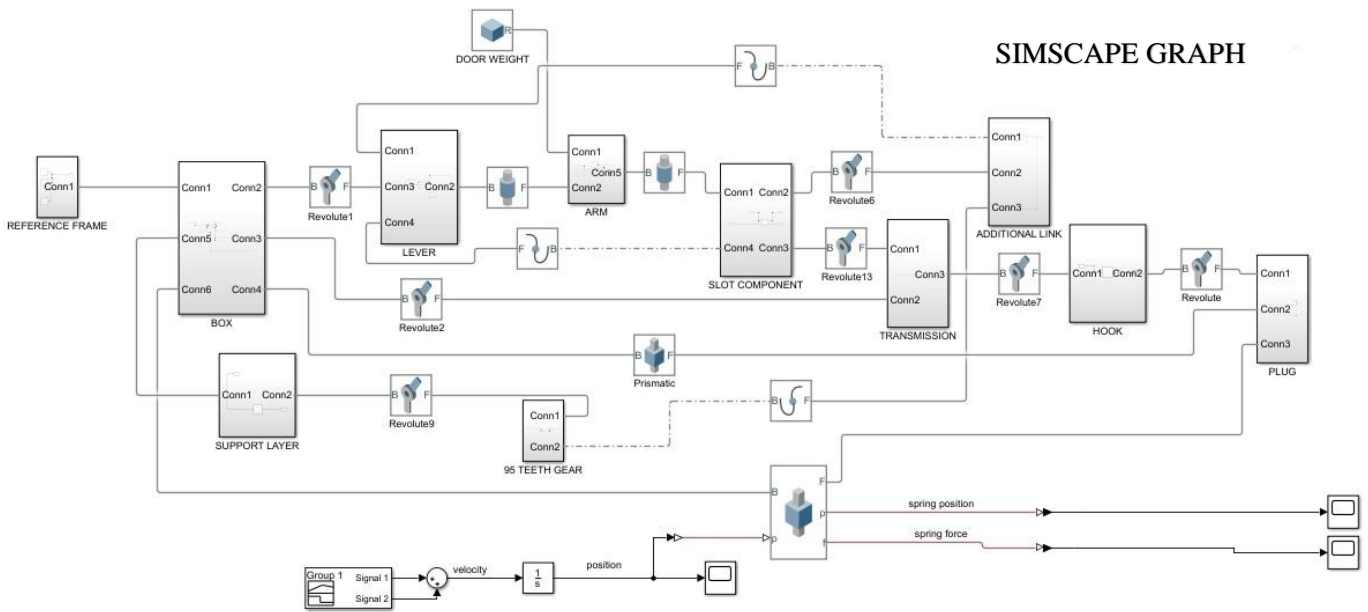 SIMSCAPE GRAPH
R
DOOR WEIGHT
F B
Conn1
Conn1
Conn1
Conn1
Conn5
Conn2
Conn3
REFERENCE FRAME
Conn1 Conn2
Conn5 Conn3
Conn6 Conn4
BOX
B F
Revolute1
Conn3 Conn2
Conn4
LEVER
B F
Conn2
ARM
B F
Conn1 Conn2
Conn4 Conn3
SLOT COMPONENT
B F
Revolute6
ADDITIONAL LINK
F B
B F
Revolute13
Conn1
Conn3
Conn2
TRANSMISSION
B F
Revolute7
Conn1 Conn2
HOOK
B F
Revolute
Conn1
Conn2
Conn3
PLUG
B F
Revolute2
B F
Prismatic
Conn1 Conn2
SUPPORT LAYER
B F
Revolute9
Conn1
Conn2
95 TEETH GEAR
B F
B F
p p
f
spring position
spring force
Group 1
Signal 1
Signal 2
+
+
velocity
1
s
position